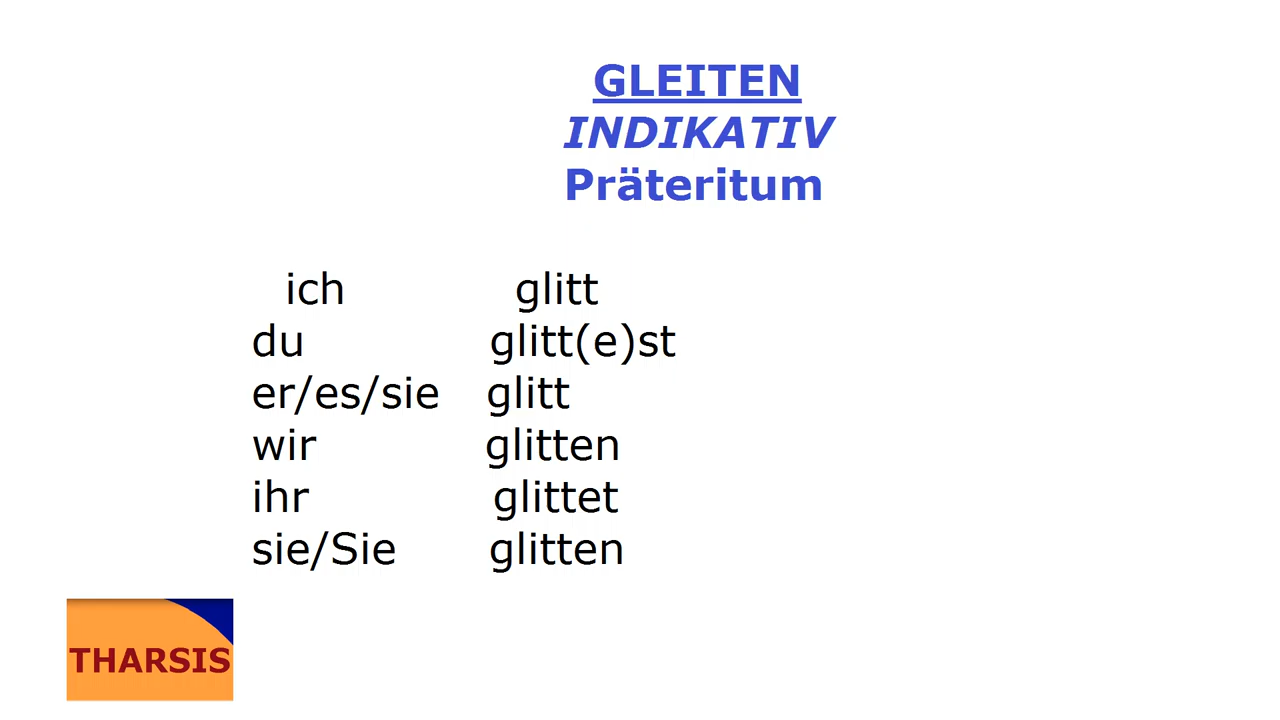 GLEITEN
INDIKATIV
Präteritum
ich glitt
du glitt(e)st
er/es/sie glitt
wir glitten
ihr glittet
sie/Sie glitten
THARSIS